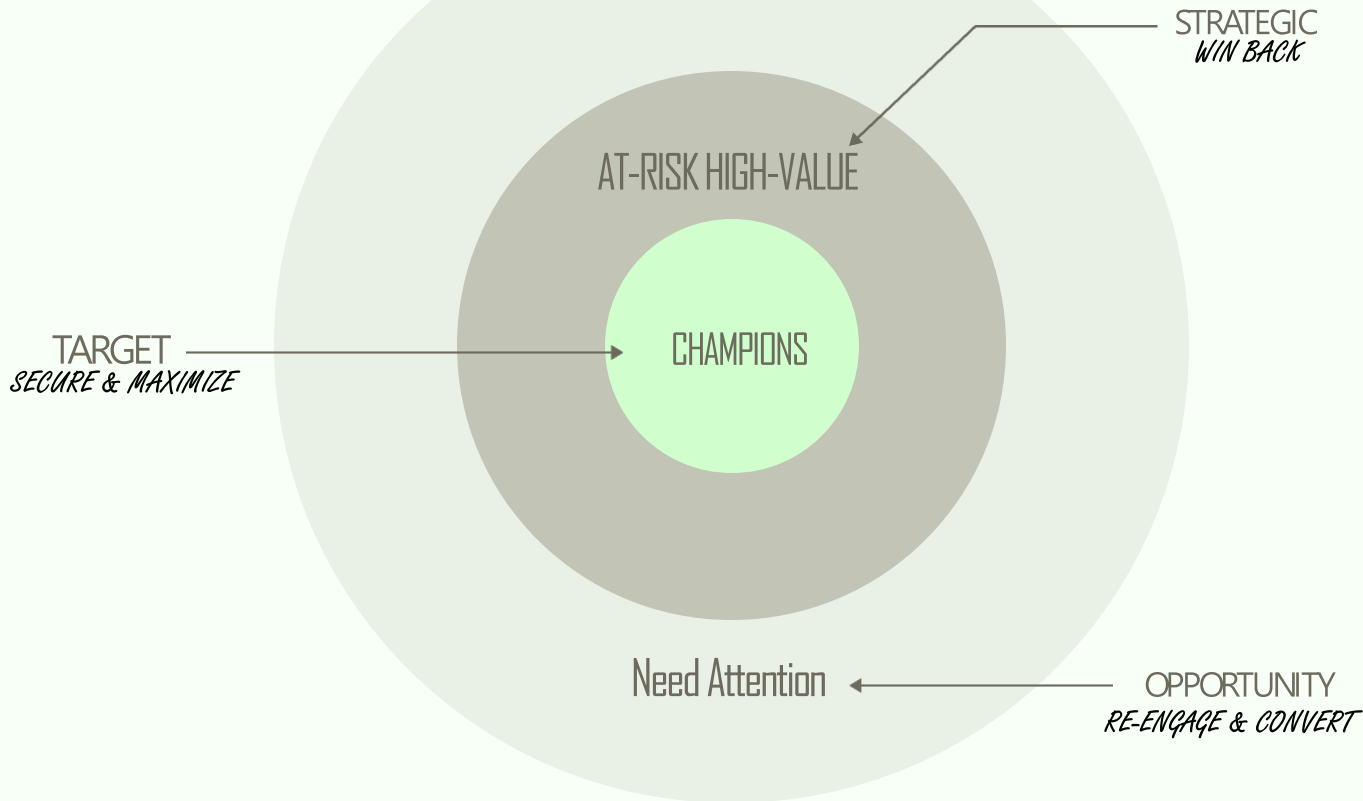 STRATEGIC
WIN BACK
AT-RISK HIGH-VALUE
CHAMPIONS
TARGET
SECURE & MAXIMIZE
Need Attention
OPPORTUNITY
RE-ENGAGE & CONVERT